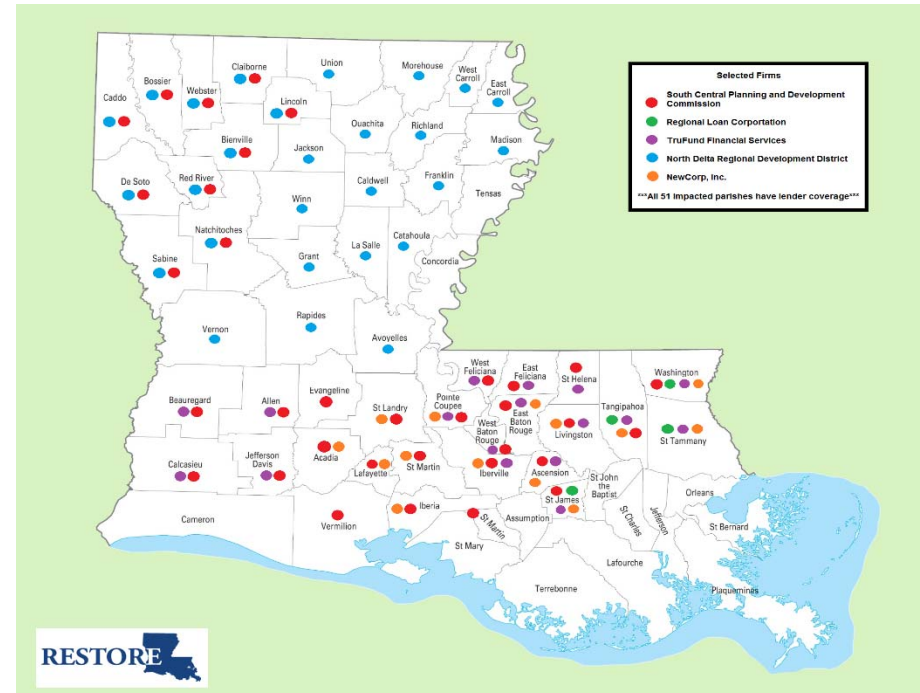 Selected Firms
South Central Planning and Development
Commission
Regional Loan Corportation
TruFund Financial Services
North Delta Regional Development District
NewCorp, Inc.
***All 51 impacted parishes have lender coverage***
Caddo
Bossier
Webster
Claiborne
Union
Morehouse
West
Carroll
East
Carroll
Lincoln
Ouachita
Richland
Madison
Bienville
Jackson
De Soto
Red River
Winn
Caldwell
Franklin
Tensas
Natchitoches
Sabine
Grant
La Salle
Catahoula
Concordia
Vernon
Rapides
Avoyelles
Beauregard
Allen
Evangeline
St Landry
Pointe
Coupee
West
Feliciana
East
Feliciana
St Helena
Washington
Tangipahoa
West
Baton
Rouge
East
Baton
Rouge
Livingston
St Tammany
Calcasieu
Jefferson
Davis
Acadia
Lafayette
St Martin
Iberville
Ascension
St John
the
Baptist
St James
Orleans
Cameron
Vermilion
Iberia
St Martin
Assumption
St Charles
Jefferson
St Bernard
St Mary
Lafourche
Terrebonne
Plaquemines
RESTORE